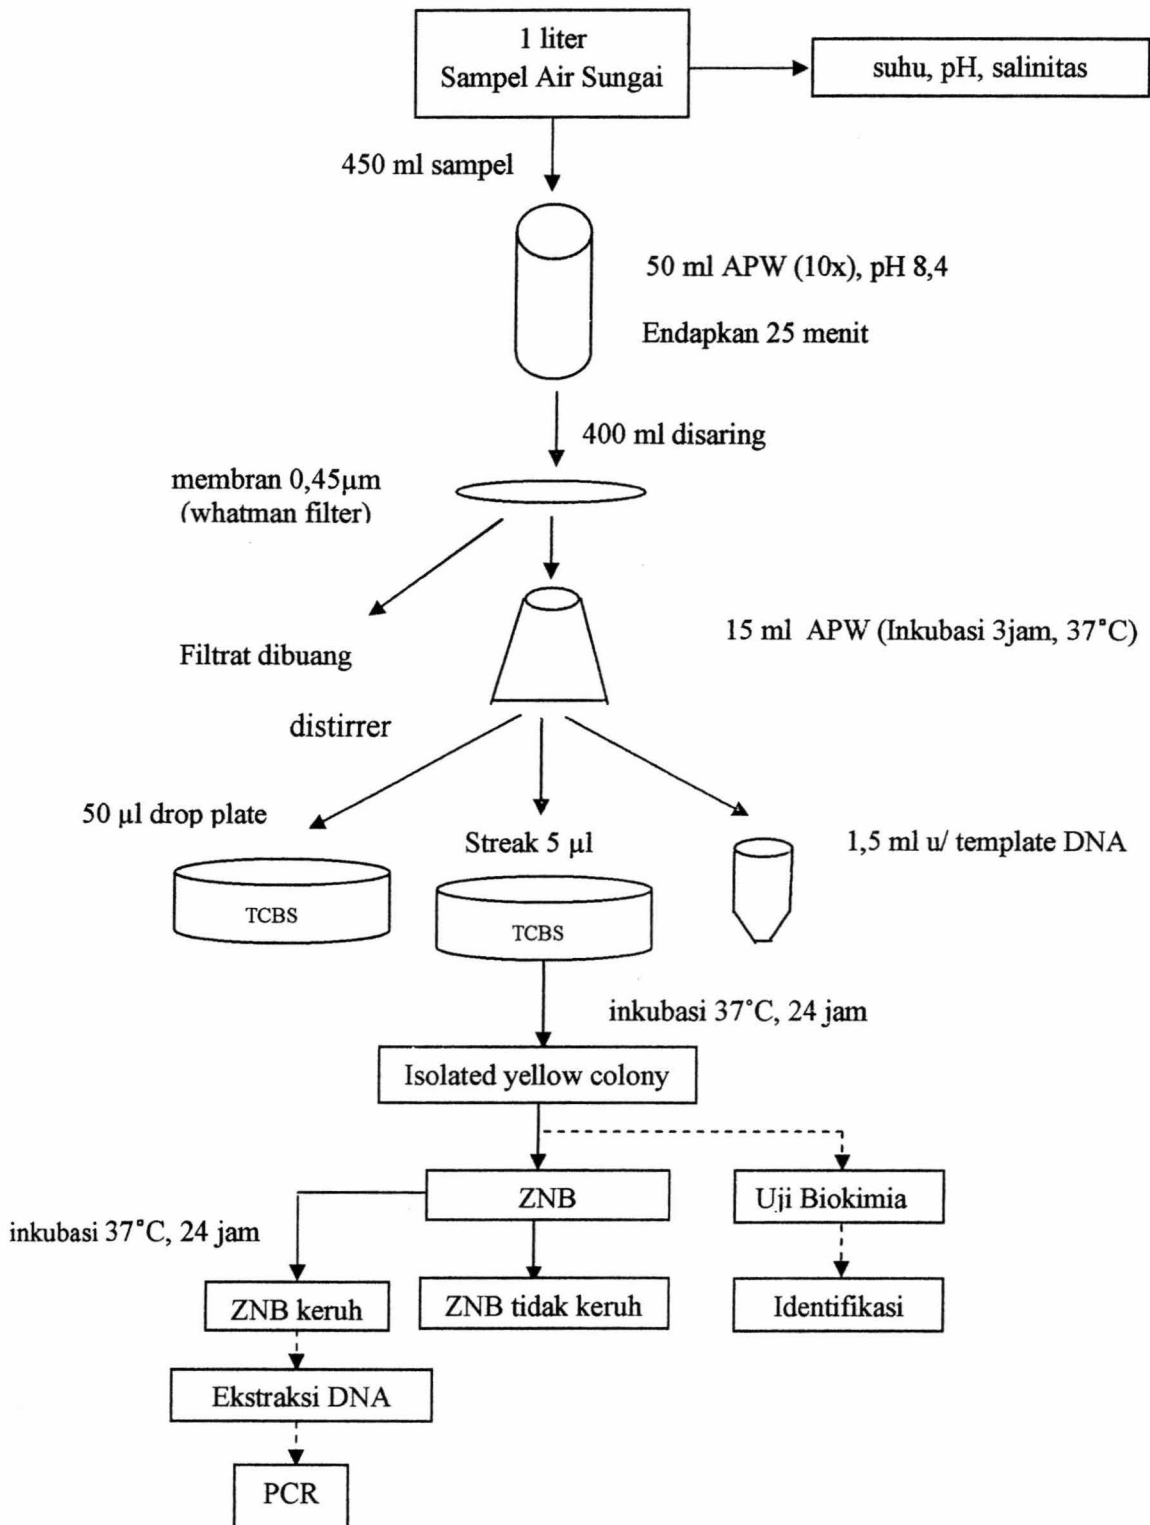 1 liter
Sampel Air Sungai
suhu, pH, salinitas
450 ml sampel
50 ml APW (10x), pH 8,4
Endapkan 25 menit
400 ml disaring
membran 0,45µm
(whatman filter)
15 ml APW (Inkubasi 3jam, 37˚C)
Filtrat dibuang
distirrer
50 µl drop plate
Streak 5 µl
1,5 ml u/ template DNA
TCBS
TCBS
inkubasi 37˚C, 24 jam
Isolated yellow colony
ZNB
Uji Biokimia
inkubasi 37˚C, 24 jam
ZNB keruh
ZNB tidak keruh
Identifikasi
Ekstraksi DNA
PCR